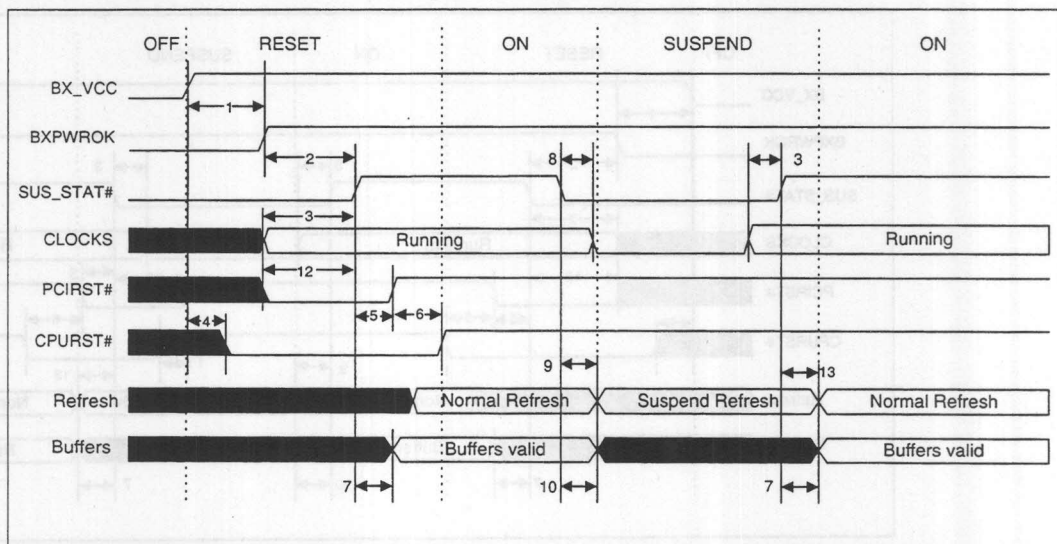 OFF RESET ON SUSPEND ON
BX_VCC
1
BXPWROK
2 8 3
SUS_STAT#
3
CLOCKS Running Running
12
PCIRST#
4 5 6
CPURST#
9 13
Refresh Normal Refresh Suspend Refresh Normal Refresh
Buffers Buffers valid Buffers valid
7 10 7